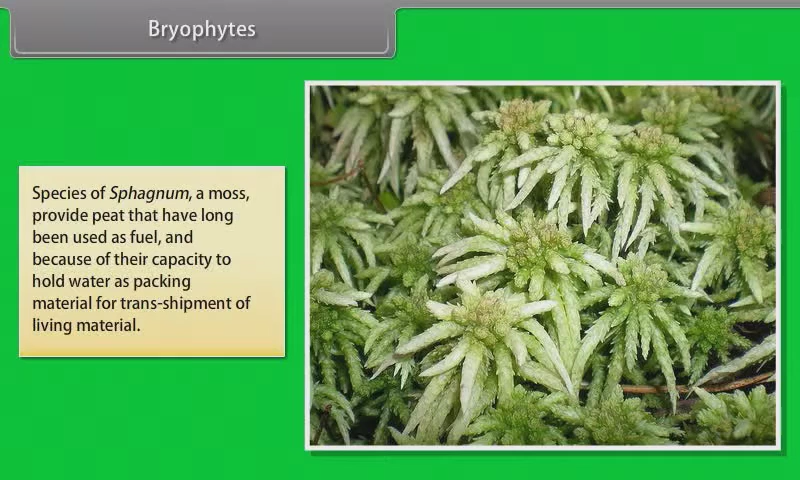 Bryophytes
Species of Sphagnum, a moss,
provide peat that have long
been used as fuel, and
because of their capacity to
hold water as packing
material for trans-shipment of
living material.